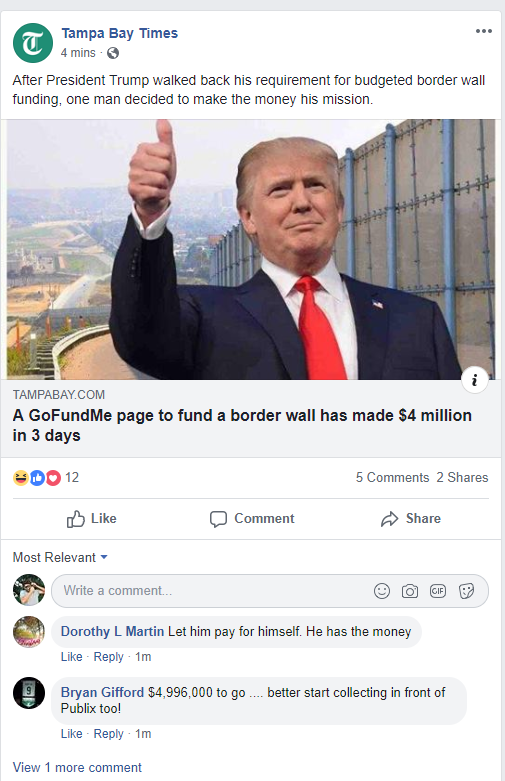 Tampa Bay Times
4 mins ·
After President Trump walked back his requirement for budgeted border wall
funding, one man decided to make the money his mission.
TAMPABAY.COM
A GoFundMe page to fund a border wall has made $4 million
in 3 days
12
5 Comments 2 Shares
Like
Comment
Share
Most Relevant
Write a comment...
GIF
Dorothy L Martin Let him pay for himself. He has the money
Like · Reply · 1m
Bryan Gifford $4,996,000 to go .... better start collecting in front of
Publix too!
Like · Reply · 1m
View 1 more comment